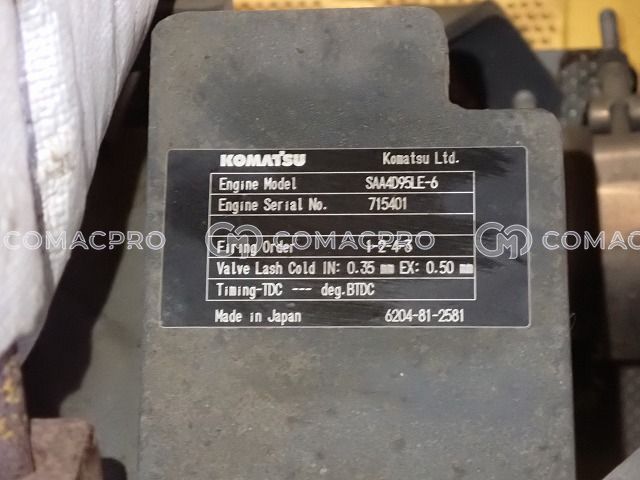 KOMATSU Komatsu Ltd.
Engine Model SAA4D95LE-6
Engine Serial No. 715401
COMACPRO COMACPRO COMACPRO
Firing Order 1-2-4-3
Valve Lash Cold IN: 0.35 mm EX: 0.50 mm
Timing-TDC --- deg.BTDC
Made in Japan 6204-81-2581